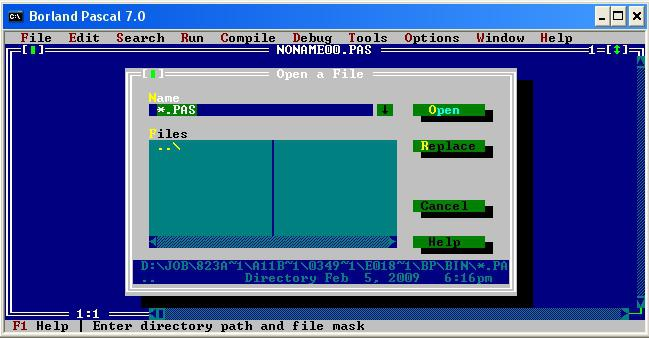 Borland Pascal 7.0
File Edit Search Run Compile Debug Tools Options Window Help
[▮] NONAME00.PAS 1=[↕]
[▮] Open a File
Name
*.PAS ↓ Open
Files
..\
Replace
Cancel
Help
D:\JOB\823A~1\A11B~1\0349~1\E018~1\BP\BIN\*.PA
.. Directory Feb 5, 2009 6:16pm
1:1
F1 Help | Enter directory path and file mask